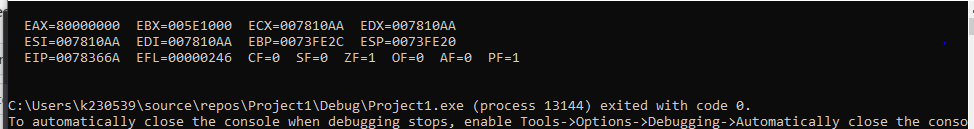 EAX=80000000 EBX=005E1000 ECX=007810AA EDX=007810AA
ESI=007810AA EDI=007810AA EBP=0073FE2C ESP=0073FE20
EIP=0078366A EFL=00000246 CF=0 SF=0 ZF=1 OF=0 AF=0 PF=1
C:\Users\k230539\source\repos\Project1\Debug\Project1.exe (process 13144) exited with code 0.
To automatically close the console when debugging stops, enable Tools->Options->Debugging->Automatically close the conso